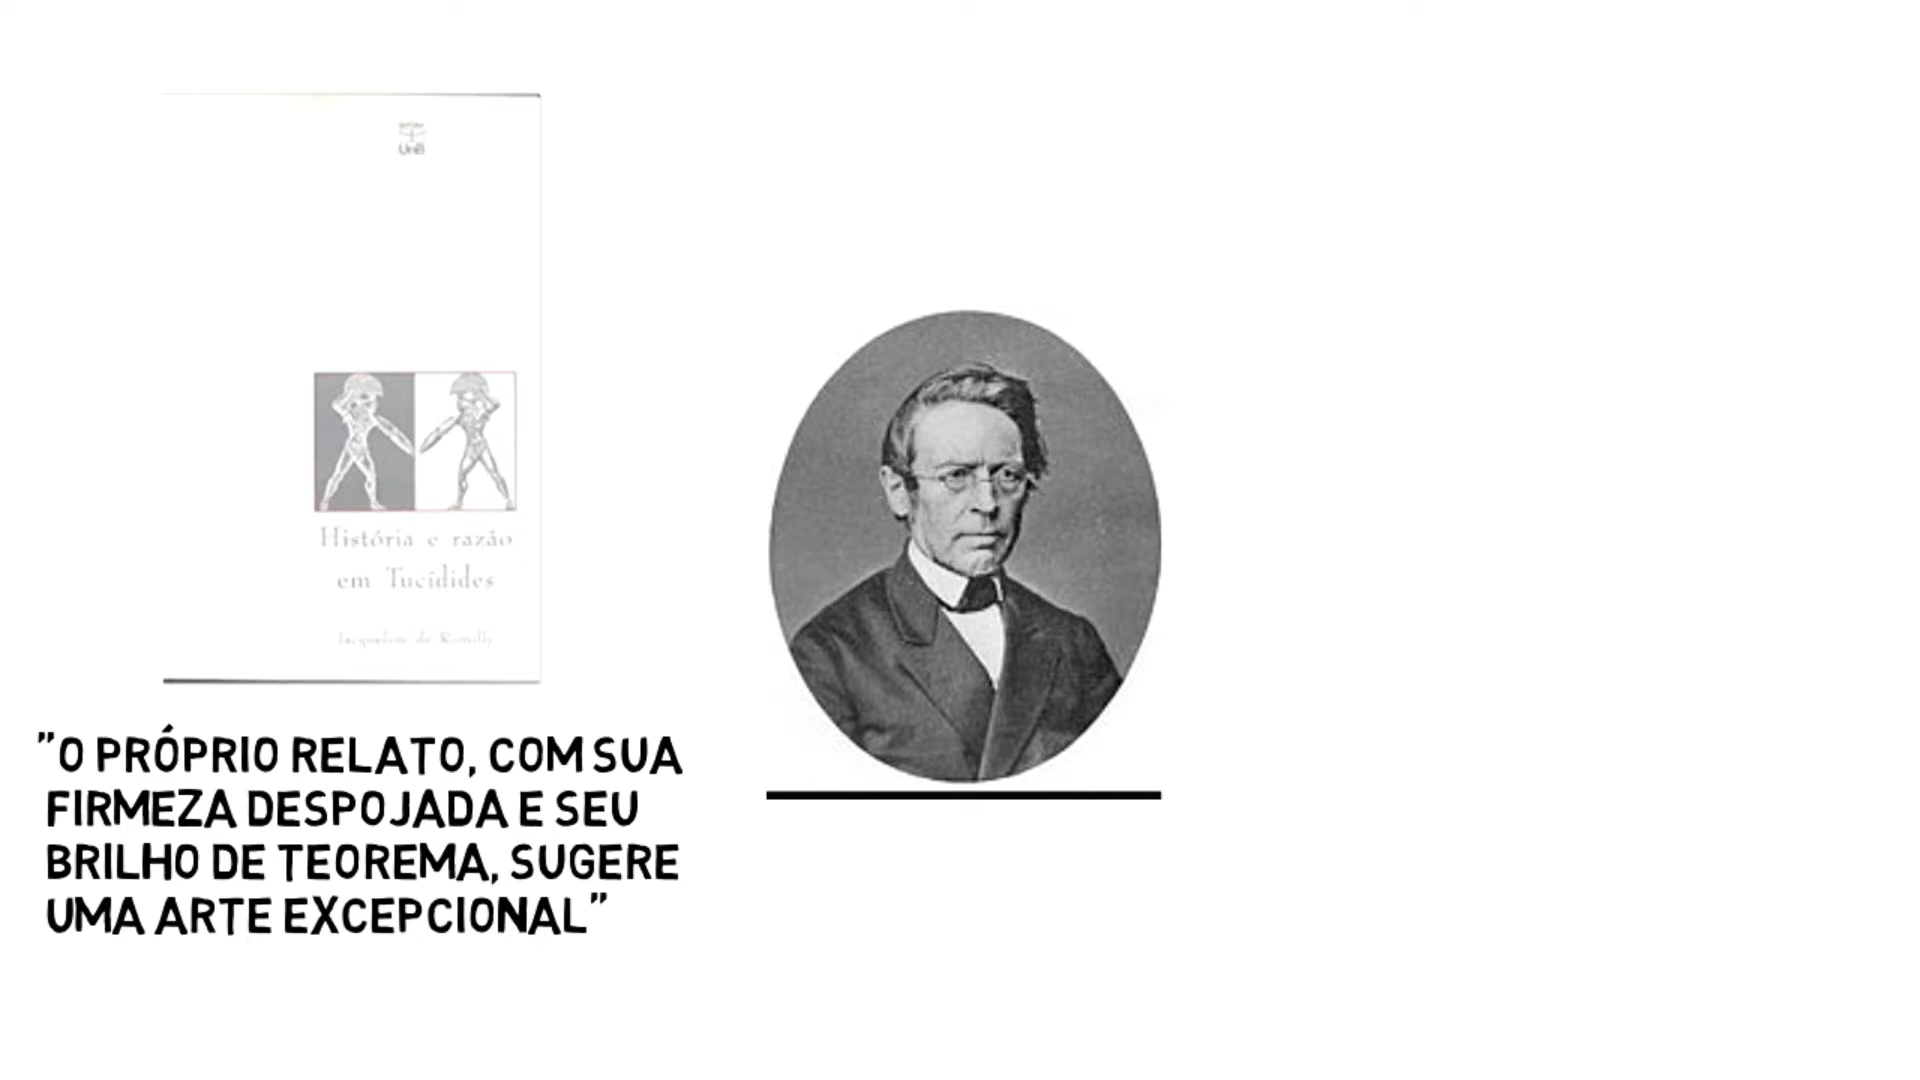 UnB
História e razão
em Tucídides
Jacqueline de Romilly
"O PRÓPRIO RELATO, COM SUA
FIRMEZA DESPOJADA E SEU
BRILHO DE TEOREMA, SUGERE
UMA ARTE EXCEPCIONAL"